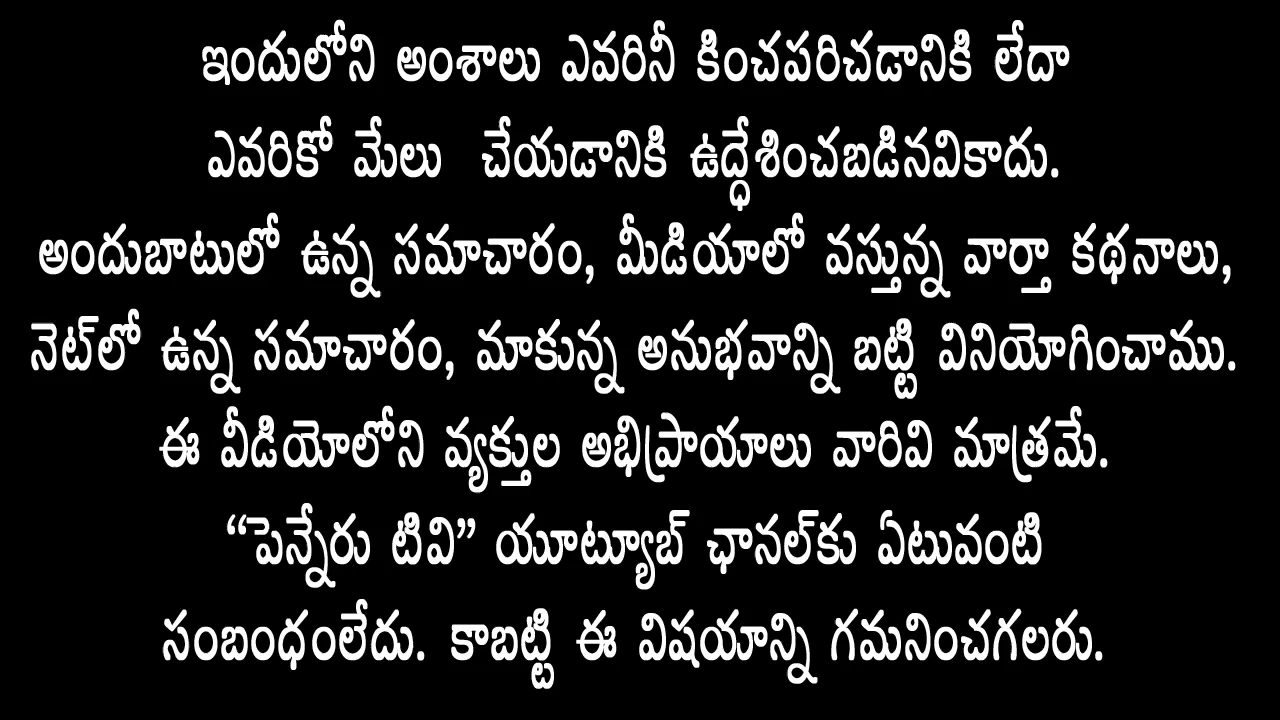 ఇందులోని అంశాలు ఎవరినీ కించపరిచడానికి లేదా
ఎవరికో మేలు చేయడానికి ఉద్ధేశించబడినవికాదు.
అందుబాటులో ఉన్న సమాచారం, మీడియాలో వస్తున్న వార్తా కథనాలు,
నెట్‌లో ఉన్న సమాచారం, మాకున్న అనుభవాన్ని బట్టి వినియోగించాము.
ఈ వీడియోలోని వ్యక్తుల అభిప్రాయాలు వారివి మాత్రమే.
“పెన్నేరు టివి” యూట్యూబ్ ఛానల్‌కు ఏటువంటి
సంబంధంలేదు. కాబట్టి ఈ విషయాన్ని గమనించగలరు.